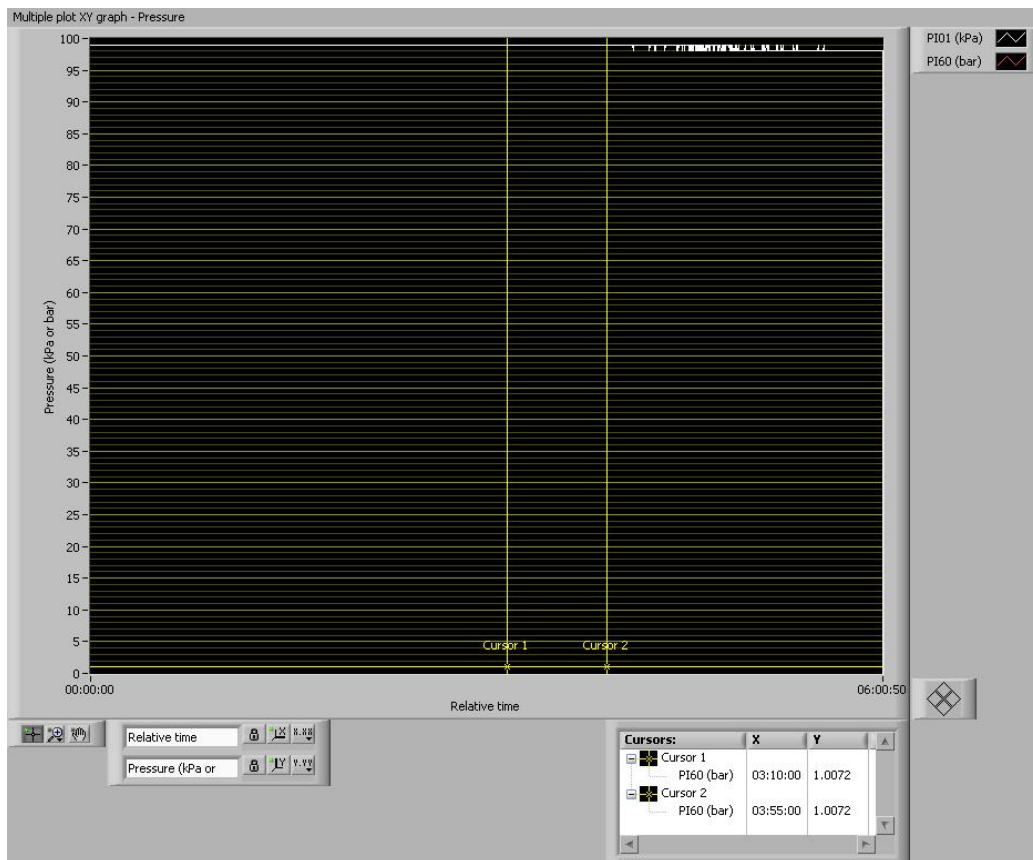 Multiple plot XY graph - Pressure
PI01 (kPa)
PI60 (bar)
100
95
90
85
80
75
70
65
60
55
50
45
40
35
30
25
20
15
10
5
0
Pressure (kPa or bar)
Cursor 1
Cursor 2
00:00:00
06:00:50
Relative time
Relative time
X.XX
Pressure (kPa or
Y.YY
Cursors: X Y
Cursor 1
PI60 (bar) 03:10:00 1.0072
Cursor 2
PI60 (bar) 03:55:00 1.0072